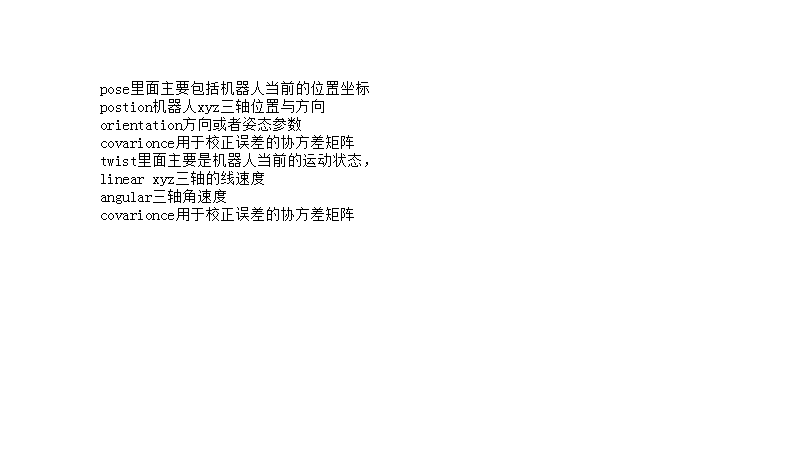 pose里面主要包括机器人当前的位置坐标
postion机器人xyz三轴位置与方向
orientation方向或者姿态参数
covarionce用于校正误差的协方差矩阵
twist里面主要是机器人当前的运动状态，
linear xyz三轴的线速度
angular三轴角速度
covarionce用于校正误差的协方差矩阵